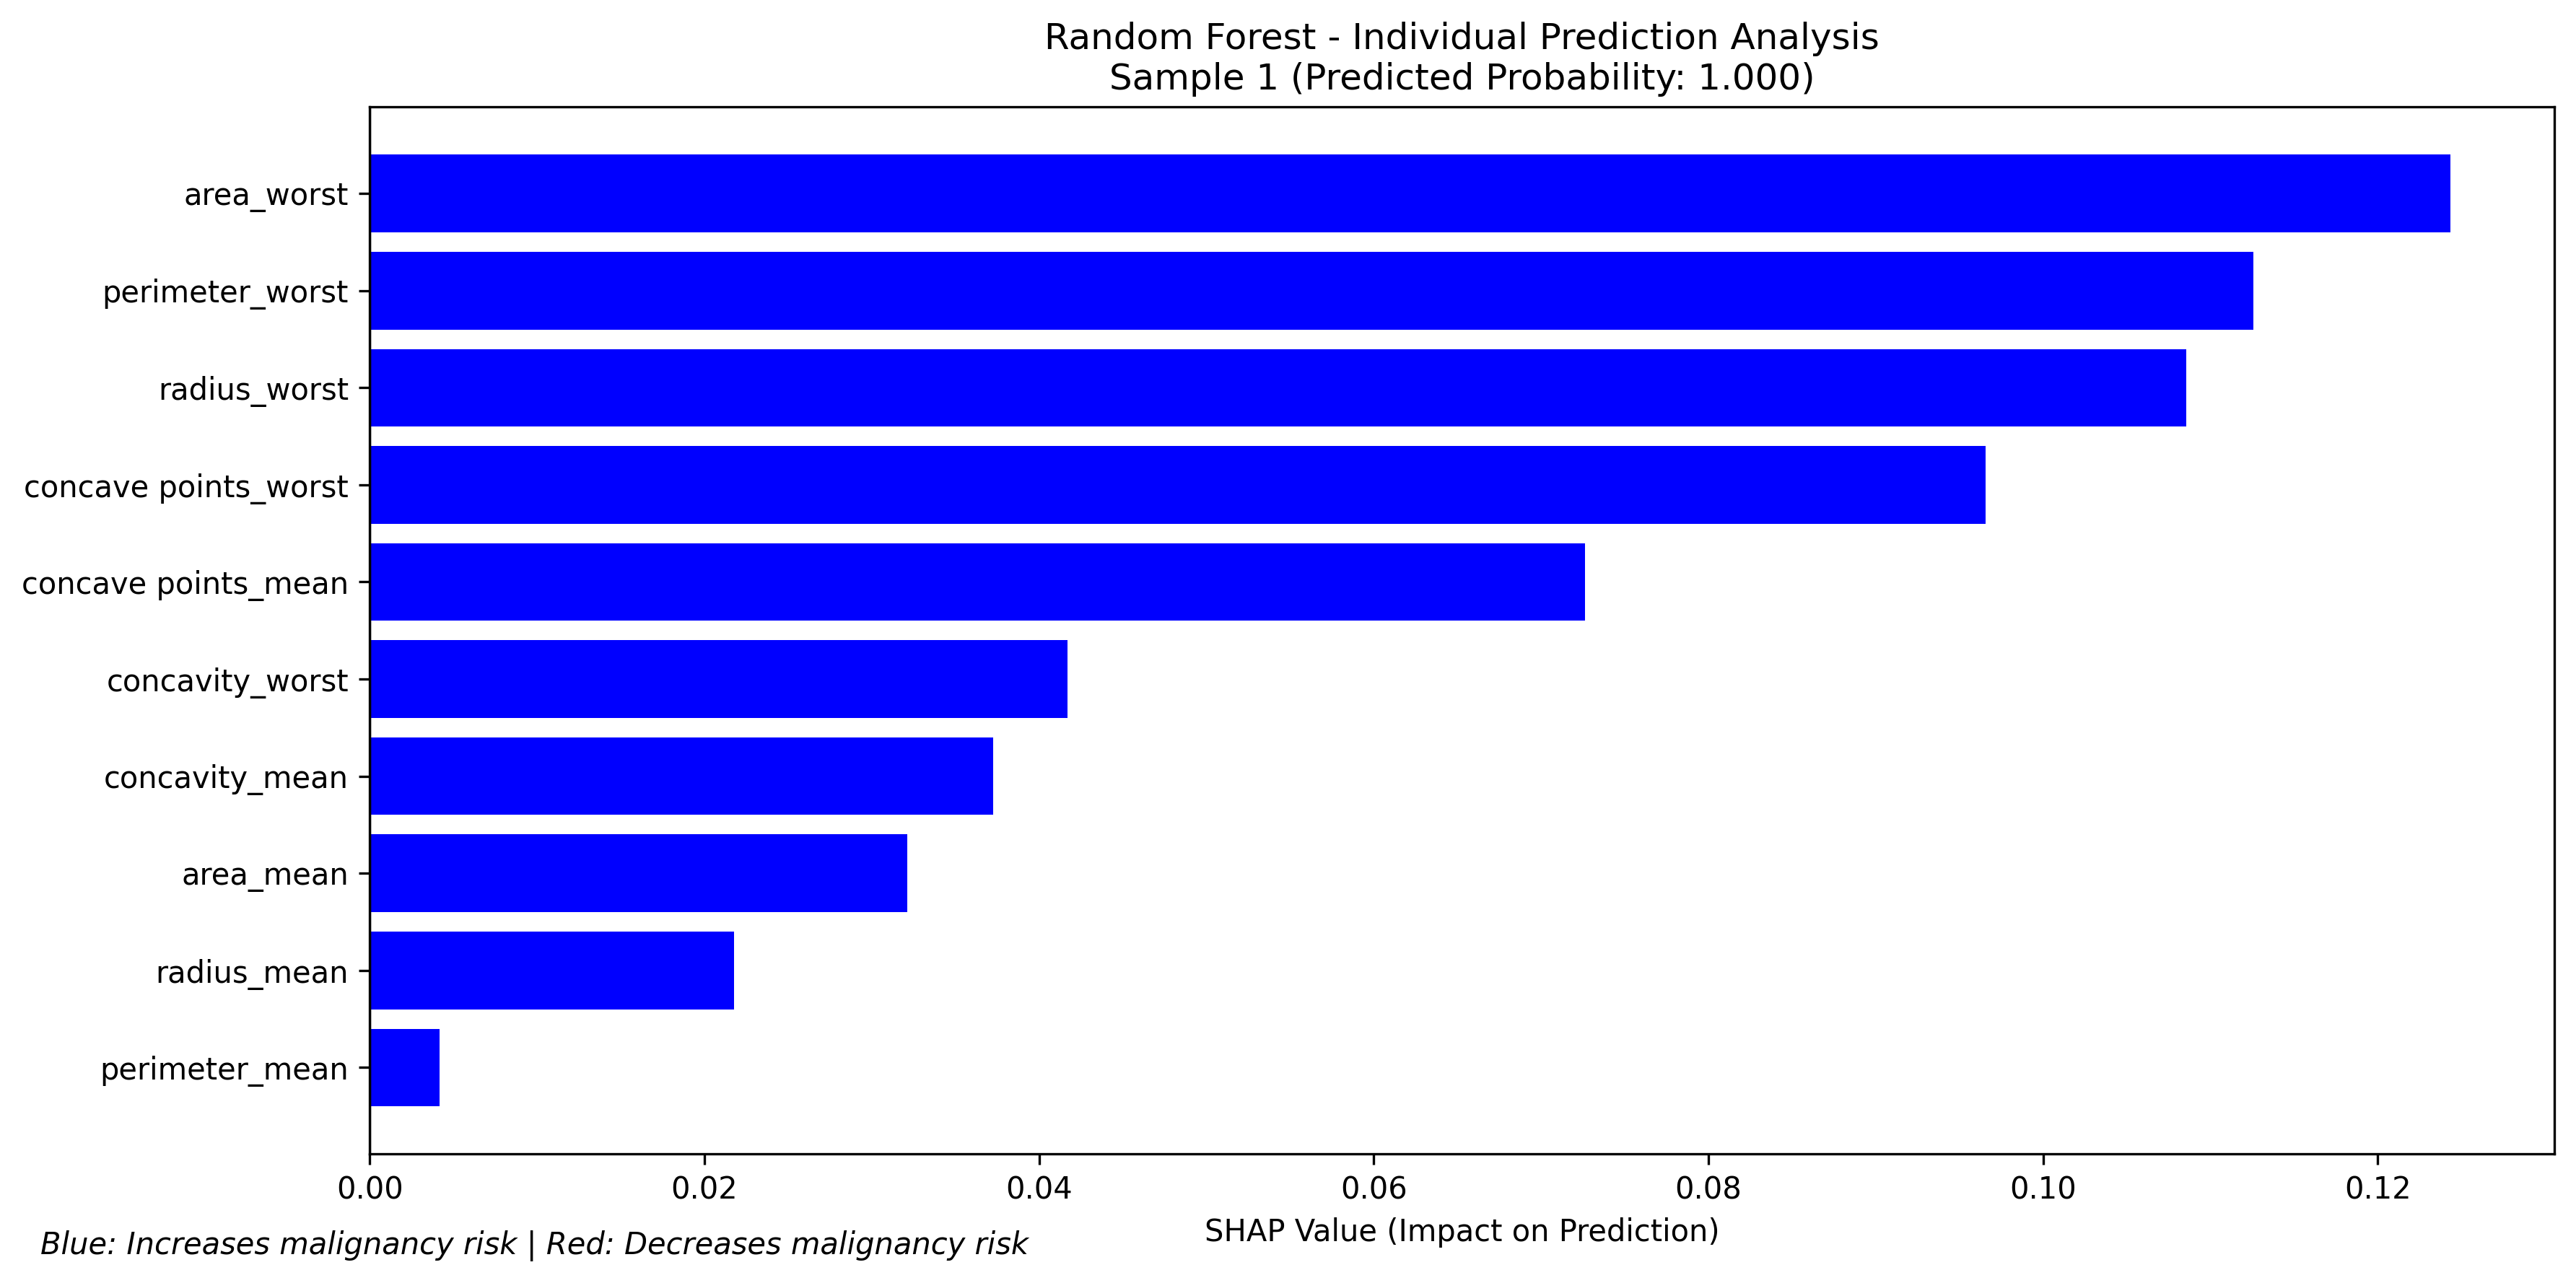 Random Forest - Individual Prediction Analysis
Sample 1 (Predicted Probability: 1.000)
area_worst
perimeter_worst
radius_worst
concave points_worst
concave points_mean
concavity_worst
concavity_mean
area_mean
radius_mean
perimeter_mean
0.00 0.02 0.04 0.06 0.08 0.10 0.12
SHAP Value (Impact on Prediction)
Blue: Increases malignancy risk | Red: Decreases malignancy risk